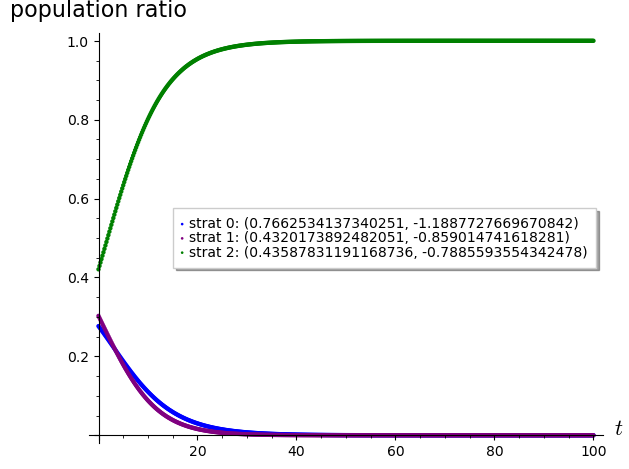 population ratio
1.0
0.8
0.6
strat 0: (0.7662534137340251, -1.1887727669670842)
strat 1: (0.4320173892482051, -0.859014741618281)
strat 2: (0.43587831191168736, -0.7885593554342478)
0.4
0.2
t
20 40 60 80 100